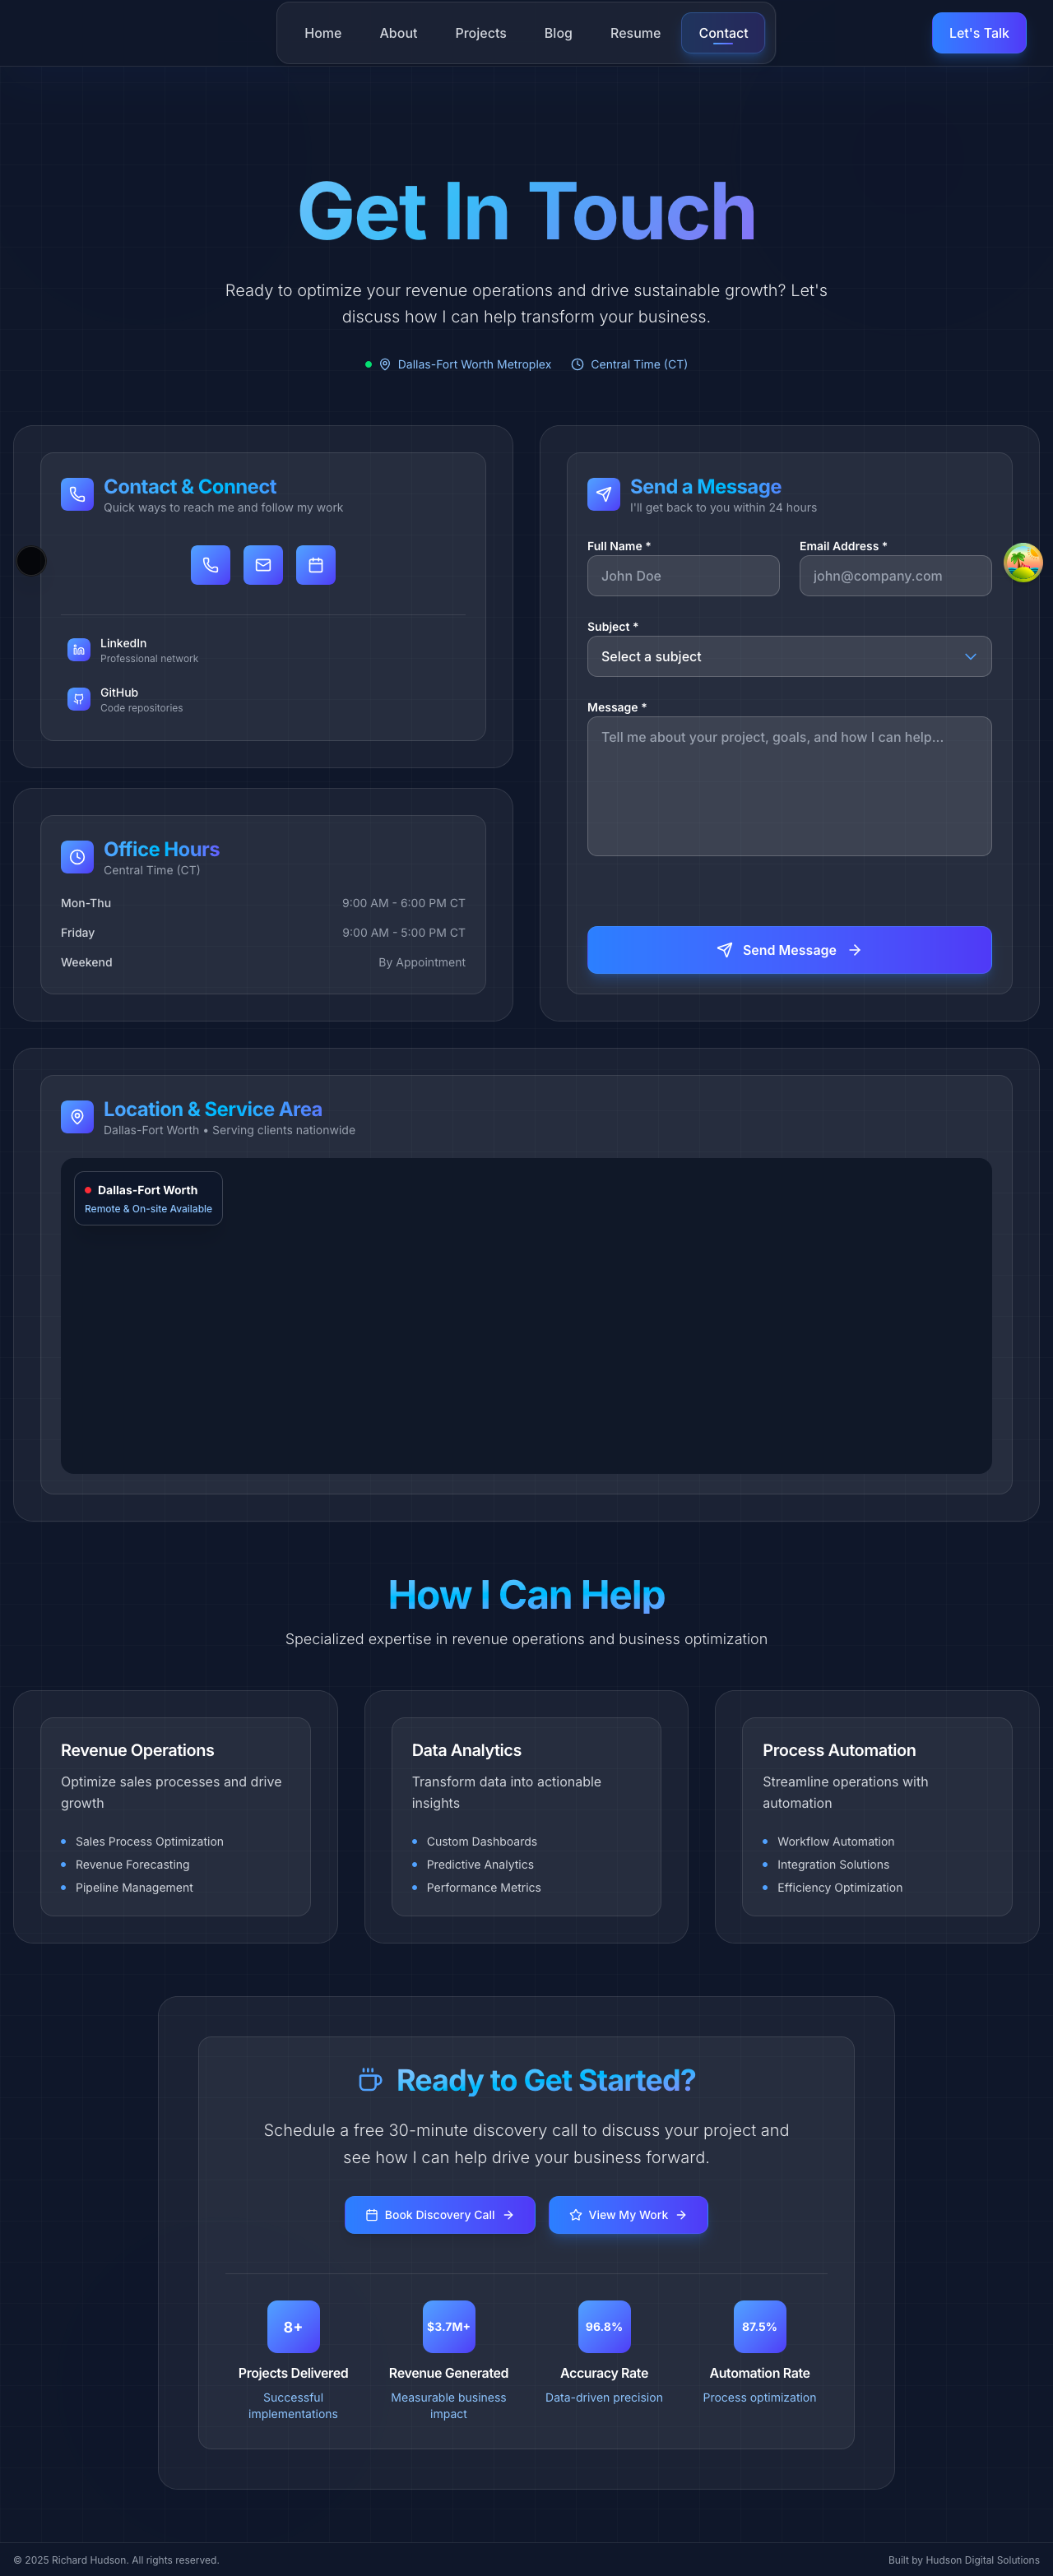 Home
About
Projects
Blog
Resume
Contact
Let's Talk
Get In Touch
Ready to optimize your revenue operations and drive sustainable growth? Let's
discuss how I can help transform your business.
Dallas-Fort Worth Metroplex
Central Time (CT)
Contact & Connect
Quick ways to reach me and follow my work
LinkedIn
Professional network
GitHub
Code repositories
Office Hours
Central Time (CT)
Mon-Thu 9:00 AM - 6:00 PM CT
Friday 9:00 AM - 5:00 PM CT
Weekend By Appointment
Send a Message
I'll get back to you within 24 hours
Full Name *
John Doe
Email Address *
john@company.com
Subject *
Select a subject
Message *
Tell me about your project, goals, and how I can help...
Send Message
Location & Service Area
Dallas-Fort Worth • Serving clients nationwide
Dallas-Fort Worth
Remote & On-site Available
How I Can Help
Specialized expertise in revenue operations and business optimization
Revenue Operations
Optimize sales processes and drive
growth
Sales Process Optimization
Revenue Forecasting
Pipeline Management
Data Analytics
Transform data into actionable
insights
Custom Dashboards
Predictive Analytics
Performance Metrics
Process Automation
Streamline operations with
automation
Workflow Automation
Integration Solutions
Efficiency Optimization
Ready to Get Started?
Schedule a free 30-minute discovery call to discuss your project and
see how I can help drive your business forward.
Book Discovery Call
View My Work
8+
Projects Delivered
Successful
implementations
$3.7M+
Revenue Generated
Measurable business
impact
96.8%
Accuracy Rate
Data-driven precision
87.5%
Automation Rate
Process optimization
© 2025 Richard Hudson. All rights reserved.
Built by Hudson Digital Solutions